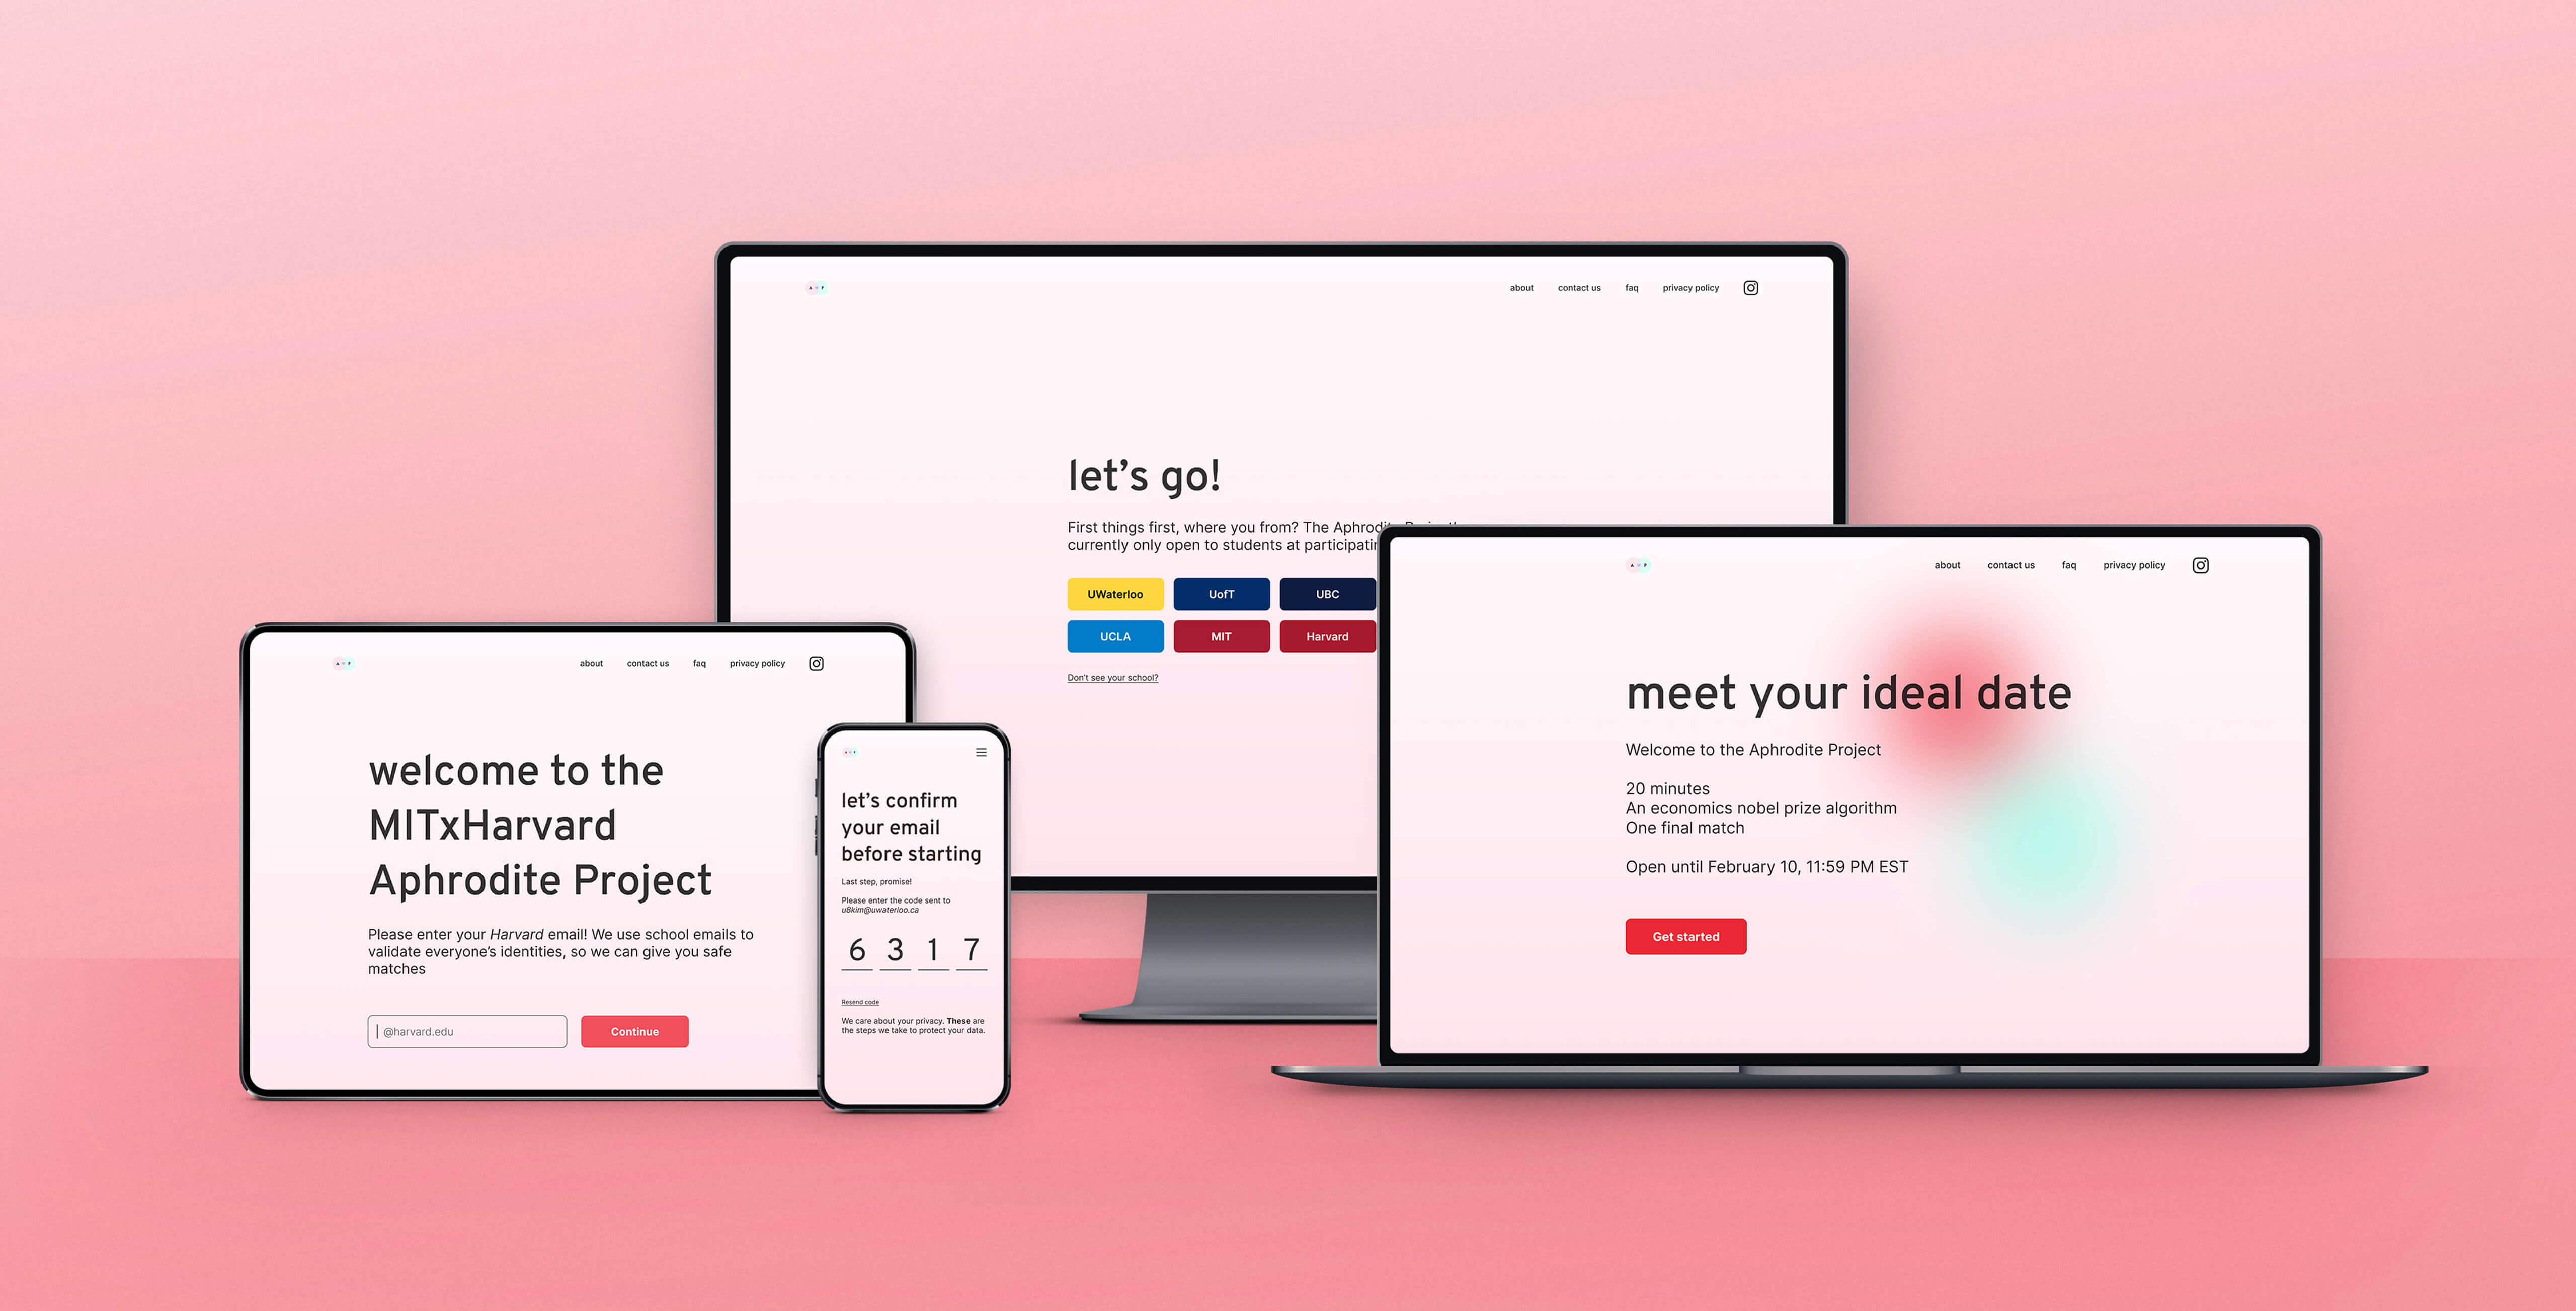 about contact us faq privacy policy
let's go!
First things first, where you from? The Aphrodite Project
currently only open to students at
UWaterloo UofT UBC
UCLA MIT Harvard
Don't see your school?
about contact us faq privacy policy
welcome to the
MITxHarvard
Aphrodite Project
Please enter your Harvard email! We use school emails to
validate everyone's identities, so we can give you safe
matches
@harvard.edu Continue
let's confirm
your email
before starting
Last step, promise!
Please enter the code sent to
u8kim@uwaterloo.ca
6 3 1 7
Resend code
We care about your privacy. These are
the steps we take to protect your data.
about contact us faq privacy policy
meet your ideal date
Welcome to the Aphrodite Project
20 minutes
An economics nobel prize algorithm
One final match
Open until February 10, 11:59 PM EST
Get started